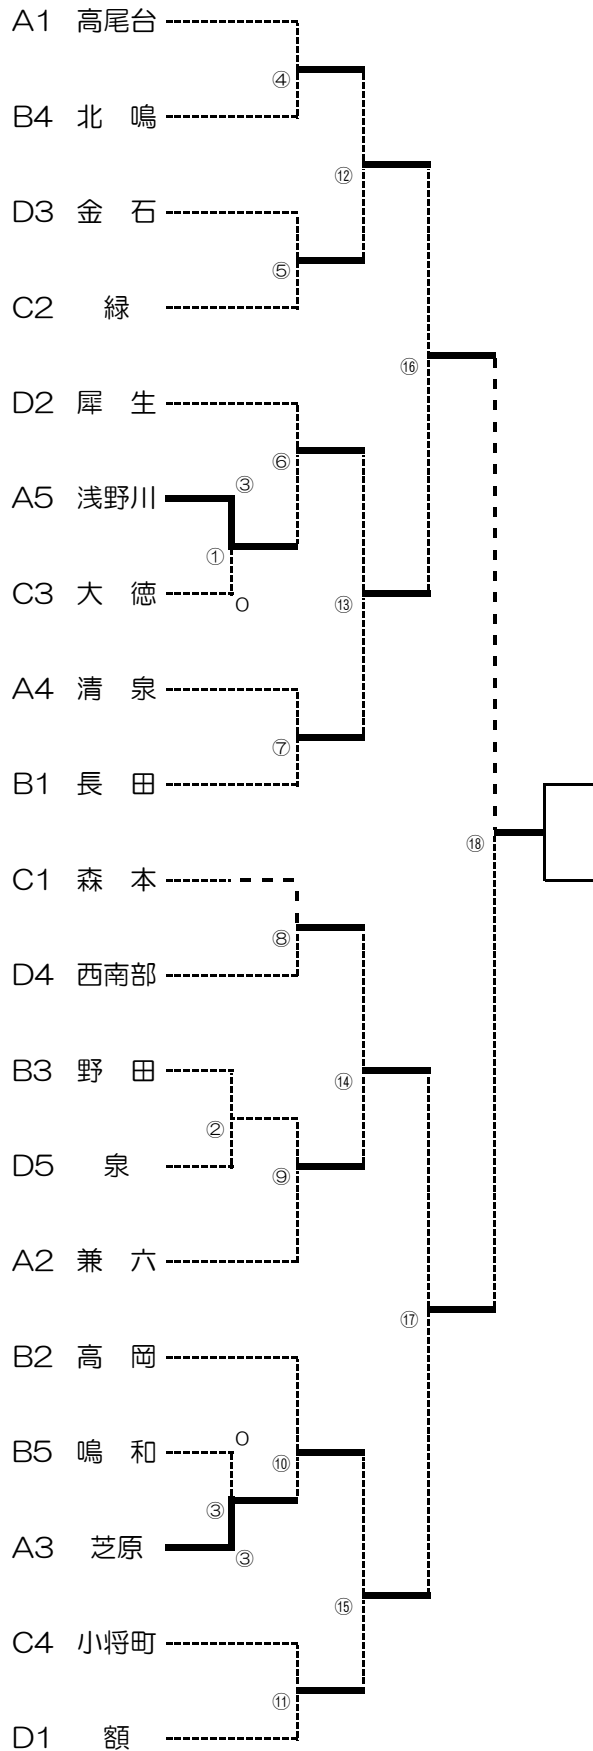 A1 高尾台
④
B4 北 鳴
⑫
D3 金 石
⑤
C2 緑
⑯
D2 犀 生
⑥
③
A5 浅野川
①
C3 大 徳
0
⑬
A4 清 泉
⑦
B1 長 田
⑱
C1 森 本
⑧
D4 西南部
B3 野 田
⑭
②
D5 泉
⑨
A2 兼 六
⑰
B2 高 岡
0
B5 鳴 和
⑩
③
A3 芝原
③
⑮
C4 小将町
⑪
D1 額